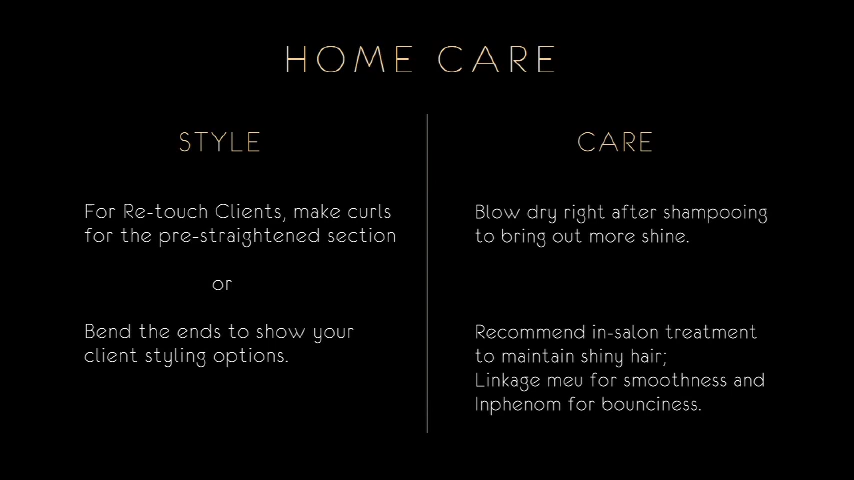 HOME CARE
STYLE
For Re-touch Clients, make curls
for the pre-straightened section
or
Bend the ends to show your
client styling options.
CARE
Blow dry right after shampooing
to bring out more shine.
Recommend in-salon treatment
to maintain shiny hair;
Linkage meu for smoothness and
Inphenom for bounciness.